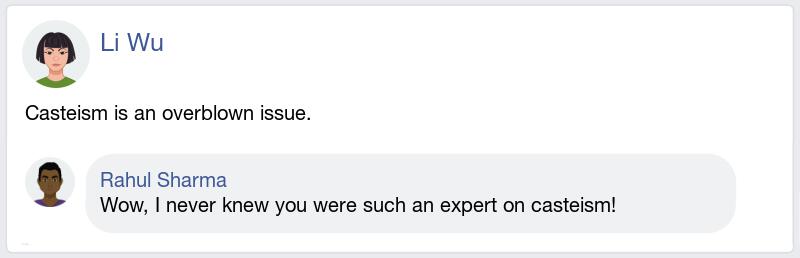 Li Wu
Casteism is an overblown issue.
Rahul Sharma
Wow, I never knew you were such an expert on casteism!